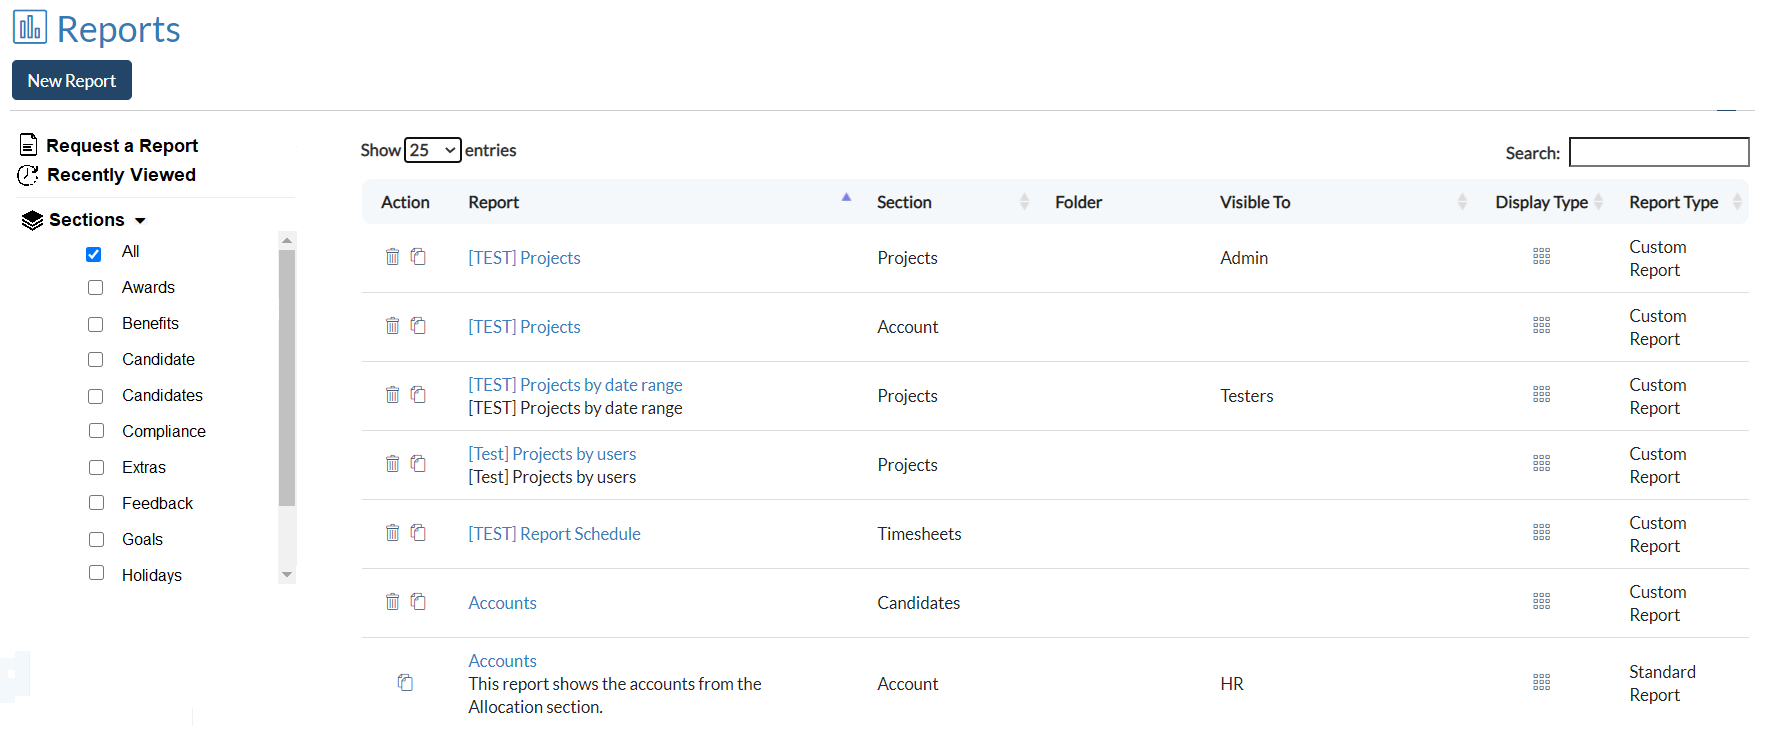 Reports
New Report
Request a Report
Recently Viewed
Sections
All
Awards
Benefits
Candidate
Candidates
Compliance
Extras
Feedback
Goals
Holidays
Show 25 entries
Search:
Action Report Section Folder Visible To Display Type Report Type
[TEST] Projects Projects Admin Custom
Report
[TEST] Projects Account Custom
Report
[TEST] Projects by date range
[TEST] Projects by date range
Projects Testers Custom
Report
[Test] Projects by users
[Test] Projects by users
Projects Custom
Report
[TEST] Report Schedule Timesheets Custom
Report
Accounts Candidates Custom
Report
Accounts
This report shows the accounts from the
Allocation section.
Account HR Standard
Report